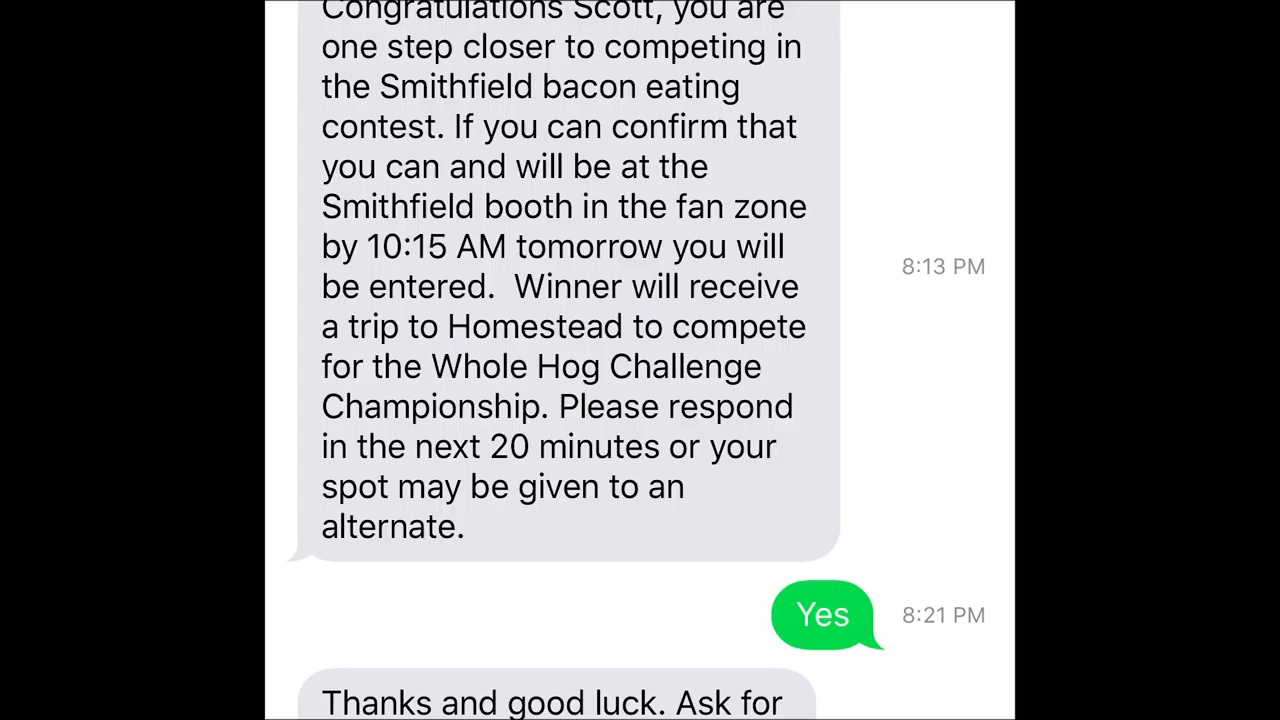 Congratulations Scott, you are
one step closer to competing in
the Smithfield bacon eating
contest. If you can confirm that
you can and will be at the
Smithfield booth in the fan zone
by 10:15 AM tomorrow you will
be entered.  Winner will receive
a trip to Homestead to compete
for the Whole Hog Challenge
Championship. Please respond
in the next 20 minutes or your
spot may be given to an
alternate.
8:13 PM
Yes
8:21 PM
Thanks and good luck. Ask for